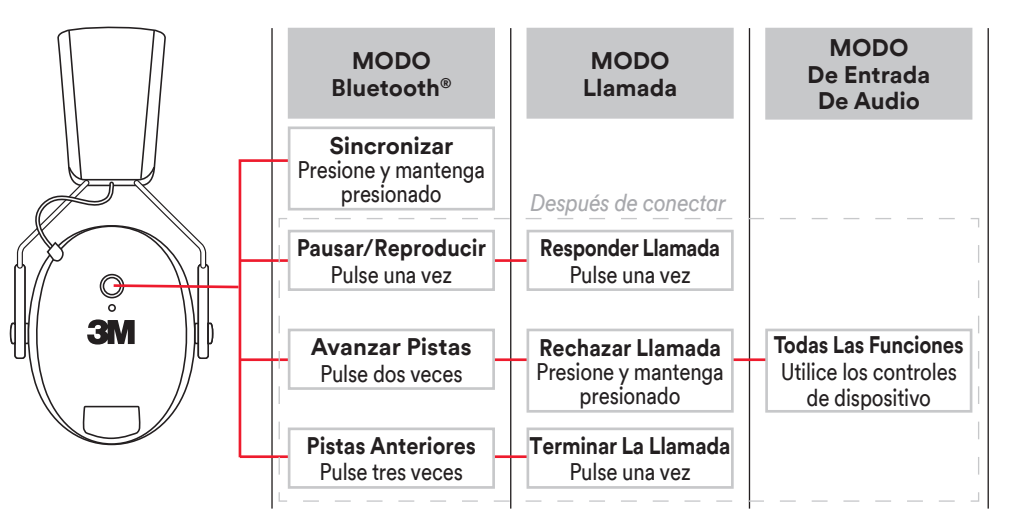 MODO
Bluetooth®
MODO
Llamada
MODO
De Entrada
De Audio
Sincronizar
Presione y mantenga
presionado
Después de conectar
Pausar/Reproducir
Pulse una vez
Responder Llamada
Pulse una vez
3M
Avanzar Pistas
Pulse dos veces
Rechazar Llamada
Presione y mantenga
presionado
Todas Las Funciones
Utilice los controles
de dispositivo
Pistas Anteriores
Pulse tres veces
Terminar La Llamada
Pulse una vez